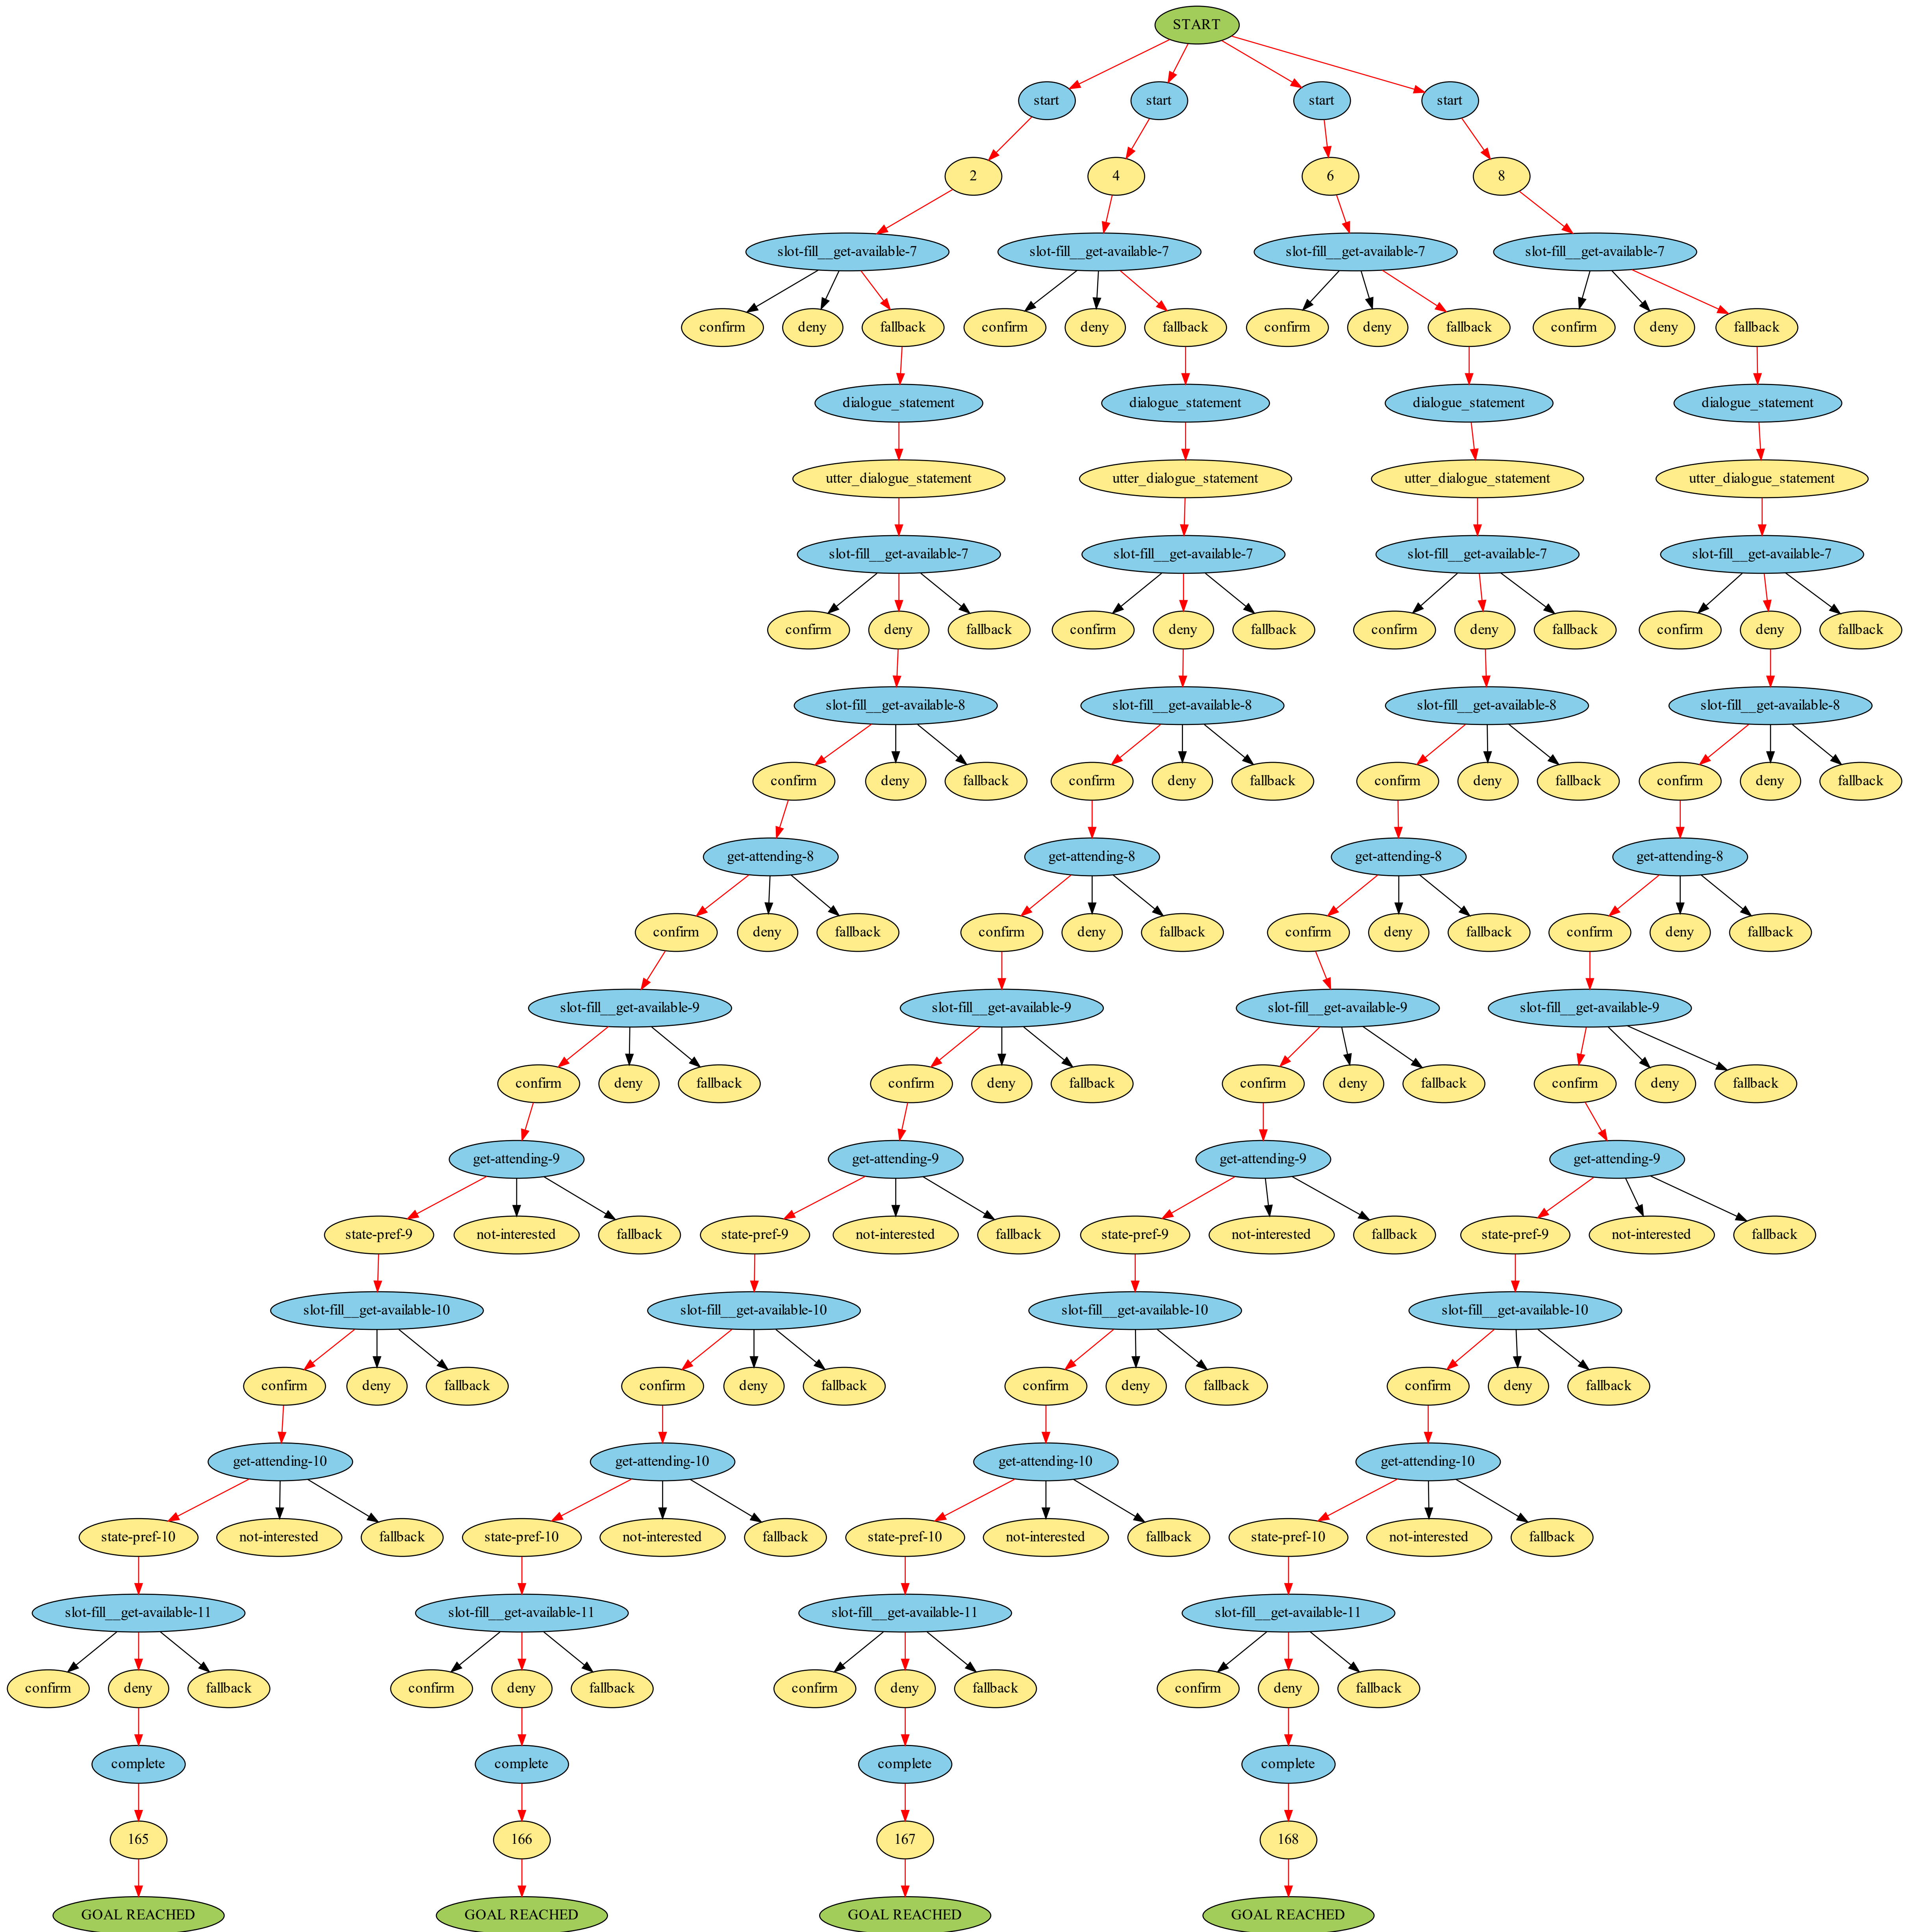 START
start start start start
2 4 6 8
slot-fill__get-available-7 slot-fill__get-available-7 slot-fill__get-available-7 slot-fill__get-available-7
confirm deny fallback confirm deny fallback confirm deny fallback confirm deny fallback
dialogue_statement dialogue_statement dialogue_statement dialogue_statement
utter_dialogue_statement utter_dialogue_statement utter_dialogue_statement utter_dialogue_statement
slot-fill__get-available-7 slot-fill__get-available-7 slot-fill__get-available-7 slot-fill__get-available-7
confirm deny fallback confirm deny fallback confirm deny fallback confirm deny fallback
slot-fill__get-available-8 slot-fill__get-available-8 slot-fill__get-available-8 slot-fill__get-available-8
confirm deny fallback confirm deny fallback confirm deny fallback confirm deny fallback
get-attending-8 get-attending-8 get-attending-8 get-attending-8
confirm deny fallback confirm deny fallback confirm deny fallback confirm deny fallback
slot-fill__get-available-9 slot-fill__get-available-9 slot-fill__get-available-9 slot-fill__get-available-9
confirm deny fallback confirm deny fallback confirm deny fallback confirm deny fallback
get-attending-9 get-attending-9 get-attending-9 get-attending-9
state-pref-9 not-interested fallback state-pref-9 not-interested fallback state-pref-9 not-interested fallback state-pref-9 not-interested fallback
slot-fill__get-available-10 slot-fill__get-available-10 slot-fill__get-available-10 slot-fill__get-available-10
confirm deny fallback confirm deny fallback confirm deny fallback confirm deny fallback
get-attending-10 get-attending-10 get-attending-10 get-attending-10
state-pref-10 not-interested fallback state-pref-10 not-interested fallback state-pref-10 not-interested fallback state-pref-10 not-interested fallback
slot-fill__get-available-11 slot-fill__get-available-11 slot-fill__get-available-11 slot-fill__get-available-11
confirm deny fallback confirm deny fallback confirm deny fallback confirm deny fallback
complete complete complete complete
165 166 167 168
GOAL REACHED GOAL REACHED GOAL REACHED GOAL REACHED